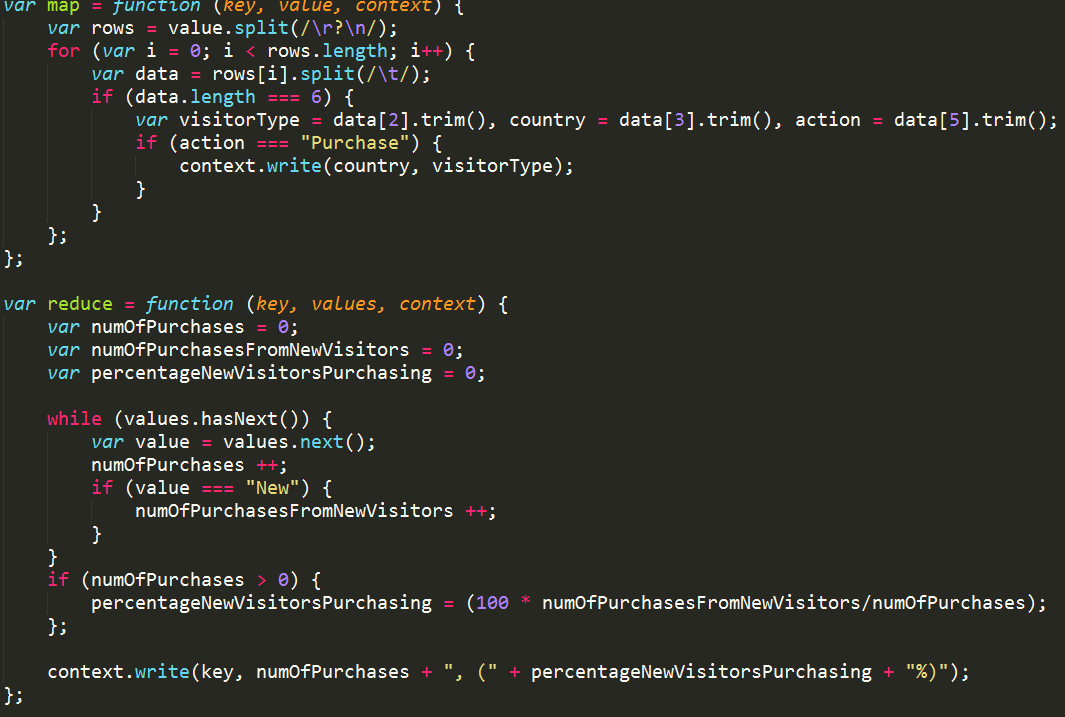 var map = function (key, value, context) {
    var rows = value.split(/\r?\n/);
    for (var i = 0; i < rows.length; i++) {
        var data = rows[i].split(/\t/);
        if (data.length === 6) {
            var visitorType = data[2].trim(), country = data[3].trim(), action = data[5].trim();
            if (action === "Purchase") {
                context.write(country, visitorType);
            }
        }
    };
};

var reduce = function (key, values, context) {
    var numOfPurchases = 0;
    var numOfPurchasesFromNewVisitors = 0;
    var percentageNewVisitorsPurchasing = 0;

    while (values.hasNext()) {
        var value = values.next();
        numOfPurchases ++;
        if (value === "New") {
            numOfPurchasesFromNewVisitors ++;
        }
    }
    if (numOfPurchases > 0) {
        percentageNewVisitorsPurchasing = (100 * numOfPurchasesFromNewVisitors/numOfPurchases);
    };

    context.write(key, numOfPurchases + ", (" + percentageNewVisitorsPurchasing + "%)");
};